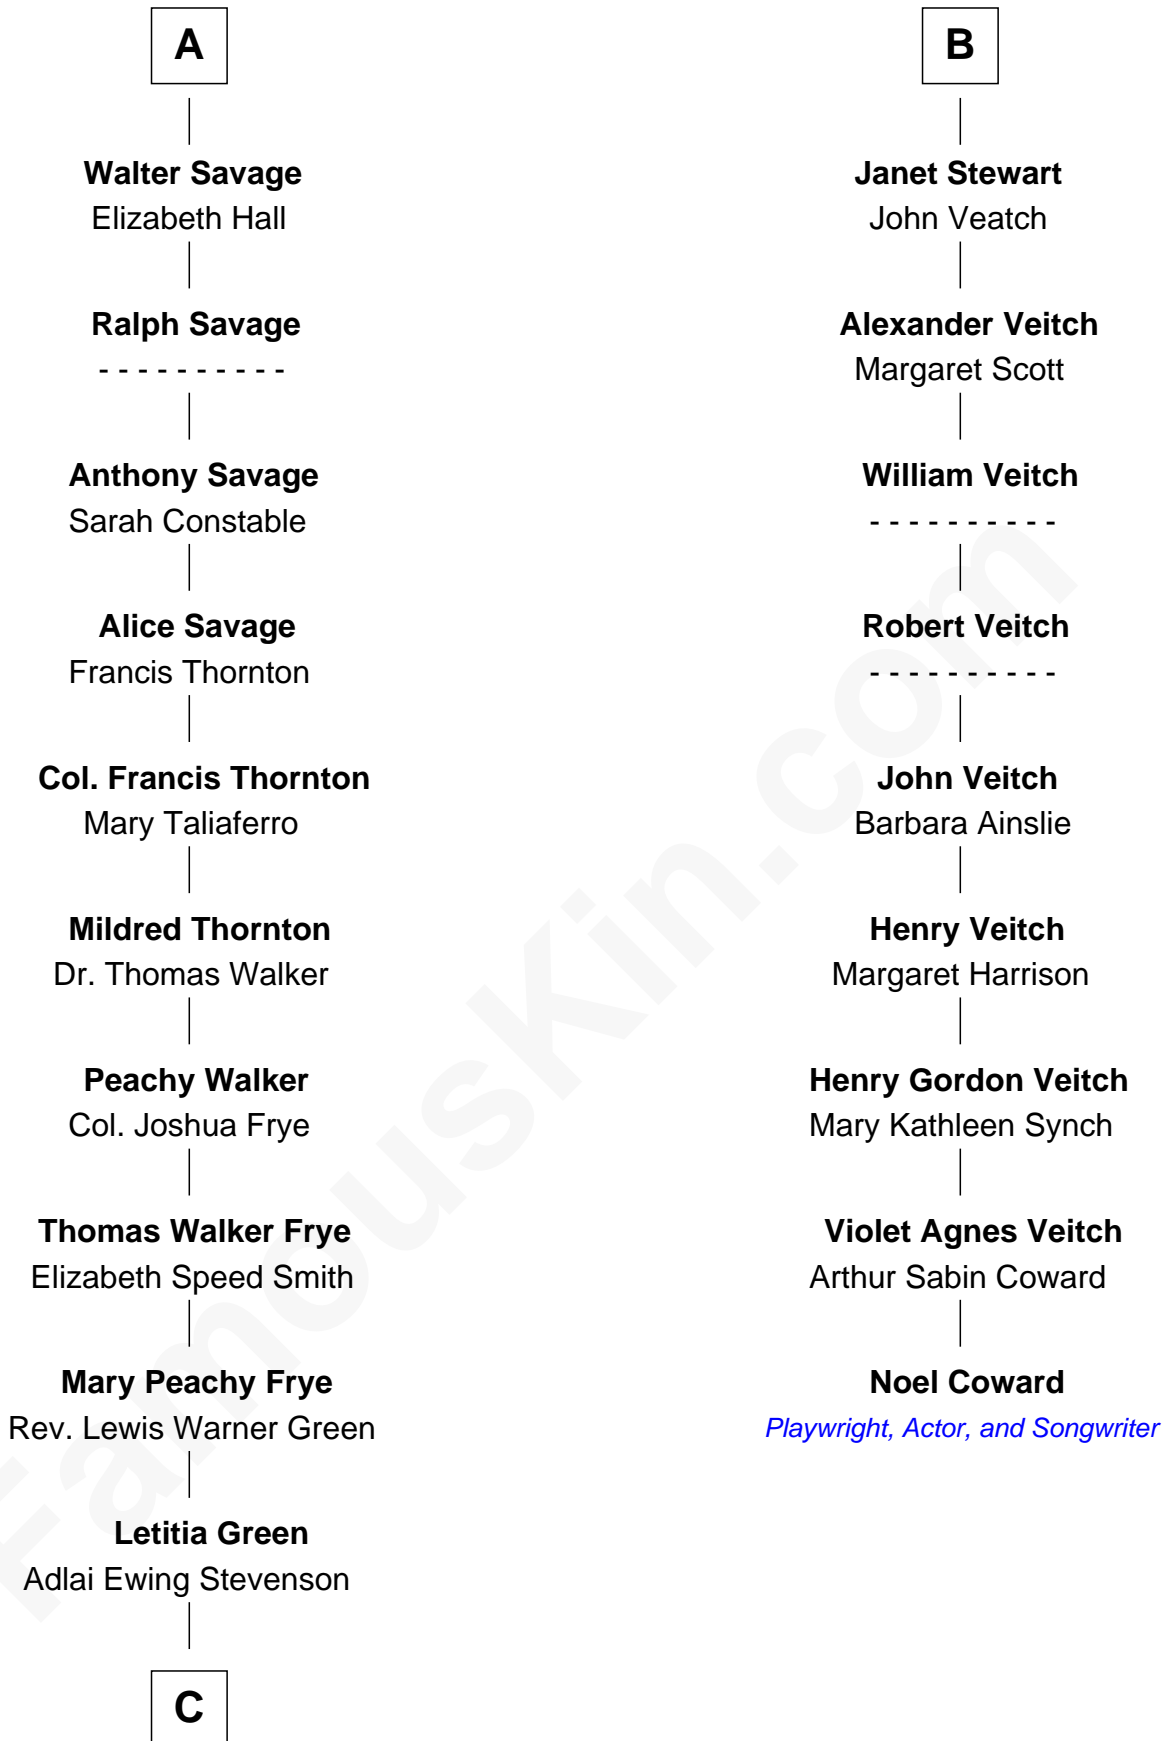 A
Walter Savage
Elizabeth Hall
Ralph Savage
- - - - - - - - - -
Anthony Savage
Sarah Constable
Alice Savage
Francis Thornton
Col. Francis Thornton
Mary Taliaferro
Mildred Thornton
Dr. Thomas Walker
Peachy Walker
Col. Joshua Frye
Thomas Walker Frye
Elizabeth Speed Smith
Mary Peachy Frye
Rev. Lewis Warner Green
Letitia Green
Adlai Ewing Stevenson
C
B
Janet Stewart
John Veatch
Alexander Veitch
Margaret Scott
William Veitch
- - - - - - - - - -
Robert Veitch
- - - - - - - - - -
John Veitch
Barbara Ainslie
Henry Veitch
Margaret Harrison
Henry Gordon Veitch
Mary Kathleen Synch
Violet Agnes Veitch
Arthur Sabin Coward
Noel Coward
Playwright, Actor, and Songwriter
FamousKin.com